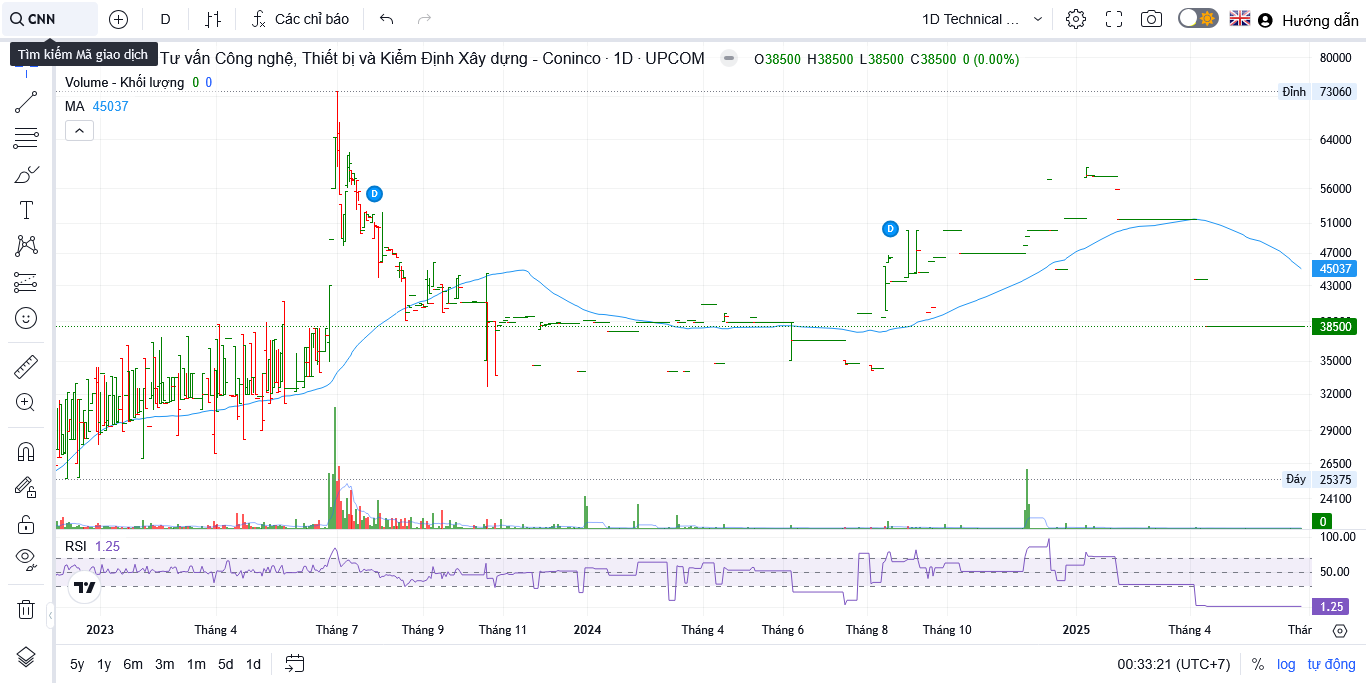 CNN
D
Các chỉ báo
1D Technical ...
Hướng dẫn
Tìm kiếm Mã giao dịch
Tư vấn Công nghệ, Thiết bị và Kiểm Định Xây dựng - Coninco · 1D · UPCOM
O38500 H38500 L38500 C38500 0 (0.00%)
Volume - Khối lượng 0 0
MA 45037
80000
Đỉnh 73060
64000
56000
51000
47000
45037
43000
38500
35000
32000
29000
26500
Đáy 25375
24100
0
D
D
RSI 1.25
100.00
50.00
1.25
2023 Tháng 4 Tháng 7 Tháng 9 Tháng 11 2024 Tháng 4 Tháng 6 Tháng 8 Tháng 10 2025 Tháng 4 Thár
5y 1y 6m 3m 1m 5d 1d
00:33:21 (UTC+7) % log tự động